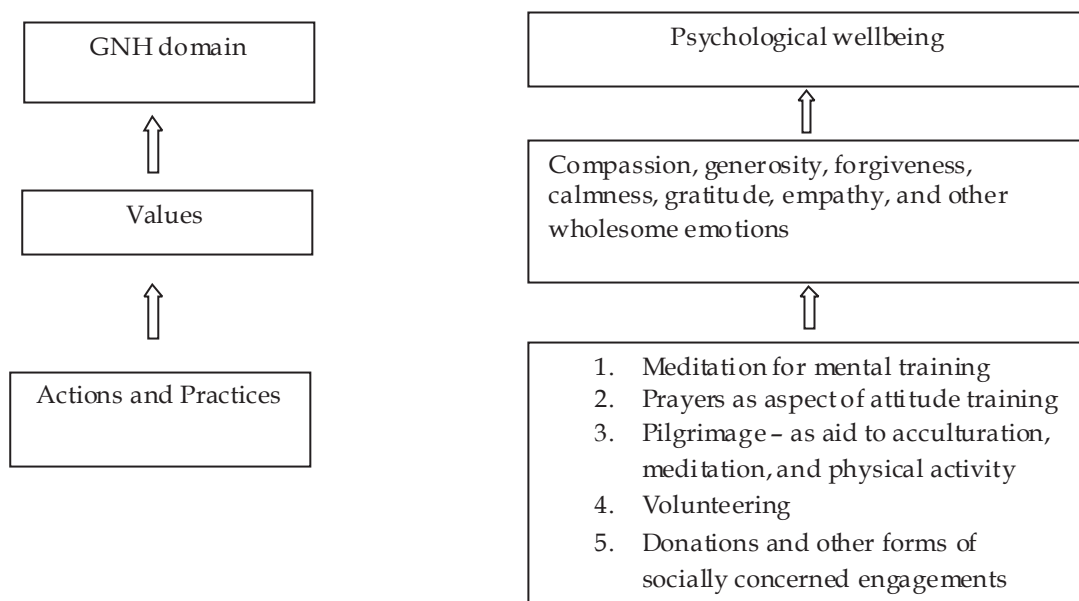 GNH domain
Values
Actions and Practices
Psychological wellbeing
Compassion, generosity, forgiveness,
calmness, gratitude, empathy, and other
wholesome emotions
1. Meditation for mental training
2. Prayers as aspect of attitude training
3. Pilgrimage – as aid to acculturation,
meditation, and physical activity
4. Volunteering
5. Donations and other forms of
socially concerned engagements